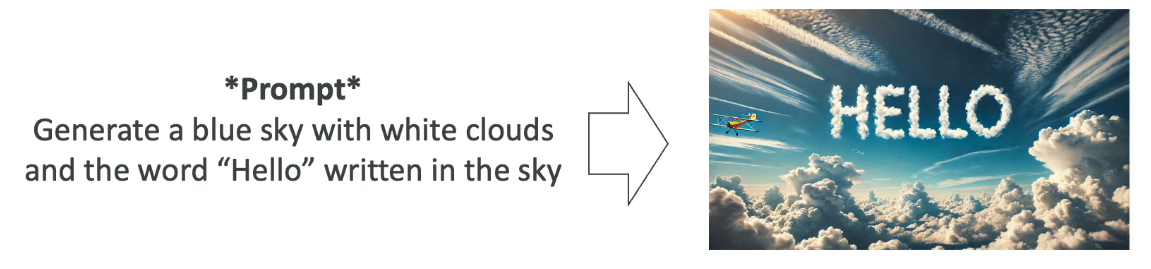 *Prompt*
Generate a blue sky with white clouds
and the word “Hello” written in the sky
HELLO